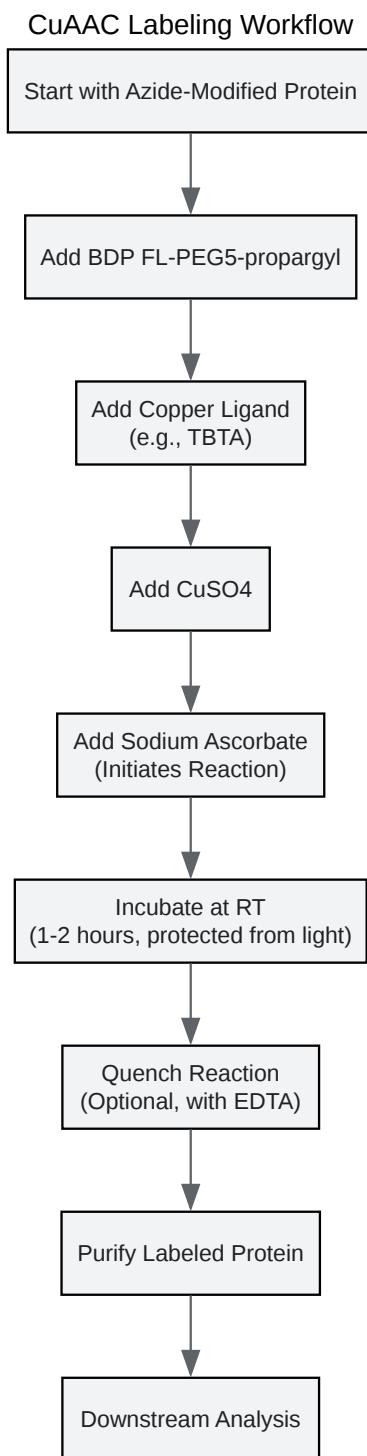 CuAAC Labeling Workflow
Start with Azide-Modified Protein
Add BDP FL-PEG5-propargyl
Add Copper Ligand
(e.g., TBTA)
Add CuSO4
Add Sodium Ascorbate
(Initiates Reaction)
Incubate at RT
(1-2 hours, protected from light)
Quench Reaction
(Optional, with EDTA)
Purify Labeled Protein
Downstream Analysis